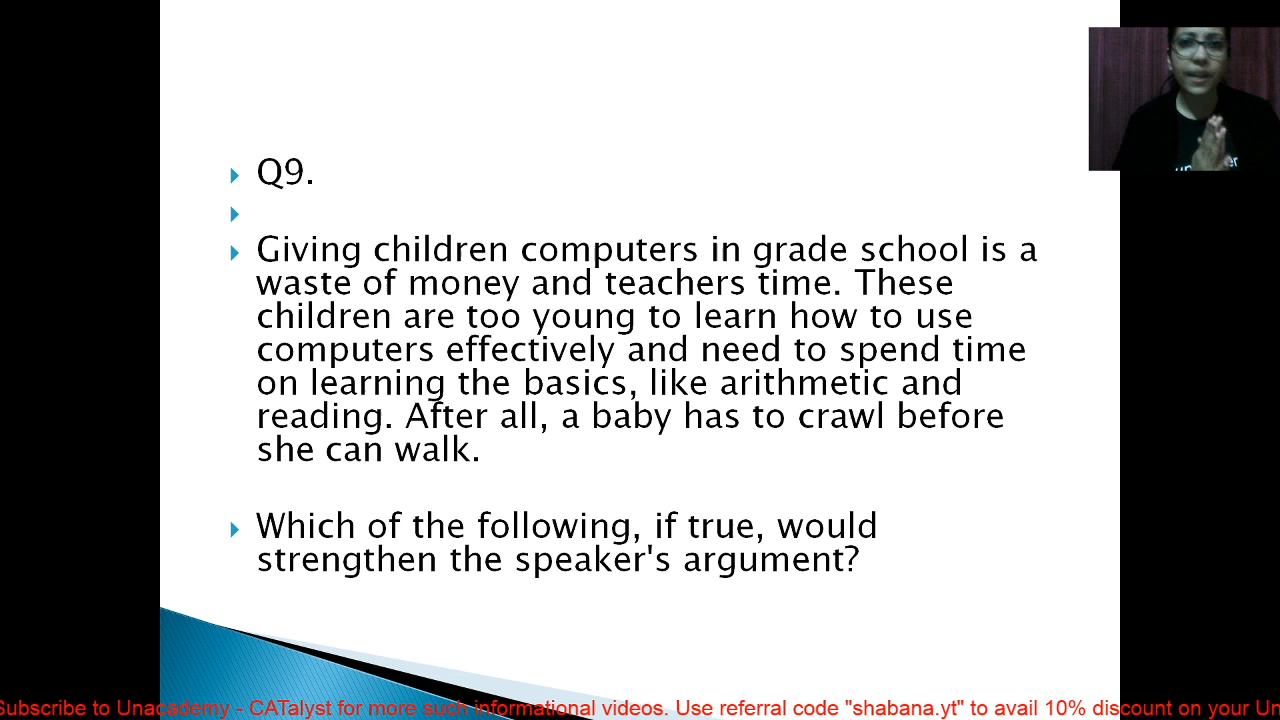 Q9.
Giving children computers in grade school is a
waste of money and teachers time. These
children are too young to learn how to use
computers effectively and need to spend time
on learning the basics, like arithmetic and
reading. After all, a baby has to crawl before
she can walk.
Which of the following, if true, would
strengthen the speaker's argument?
Subscribe to Unacademy - CATalyst for more such informational videos. Use referral code "shabana.yt" to avail 10% discount on your